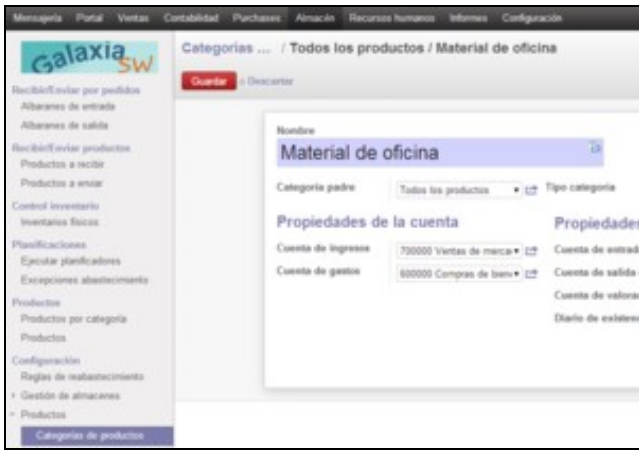 Mensajería Portal Ventas Contabilidad Purchases Almacén Recursos humanos Informes Configuración
Galaxia SW
Categorías ... / Todos los productos / Material de oficina
Guardar o Descartar
Recibir/Enviar por pedidos
Albaranes de entrada
Albaranes de salida
Recibir/Enviar productos
Productos a recibir
Productos a enviar
Control inventario
Inventarios físicos
Planificaciones
Ejecutar planificadores
Excepciones abastecimiento
Productos
Productos por categoría
Productos
Configuración
Reglas de reabastecimiento
Gestión de almacenes
Productos
Categorías de productos
Nombre
Material de oficina
Categoría padre Todos los productos Tipo categoría
Propiedades de la cuenta Propiedades
Cuenta de ingresos 700000 Ventas de merca Cuenta de entrad
Cuenta de gastos 600000 Compras de bien Cuenta de salida
Cuenta de valorac
Diario de existenc